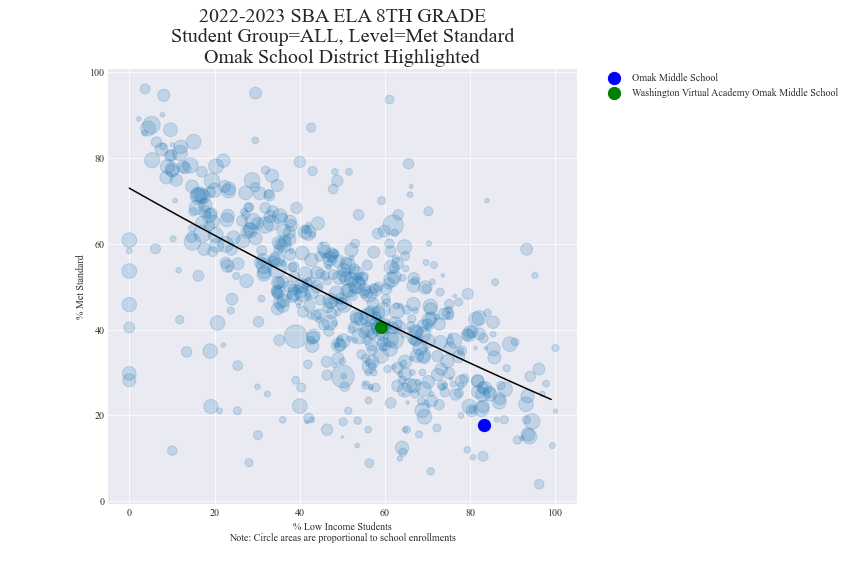 2022-2023 SBA ELA 8TH GRADE
Student Group=ALL, Level=Met Standard
Omak School District Highlighted
Omak Middle School
Washington Virtual Academy Omak Middle School
% Met Standard
100
80
60
40
20
0
0 20 40 60 80 100
% Low Income Students
Note: Circle areas are proportional to school enrollments